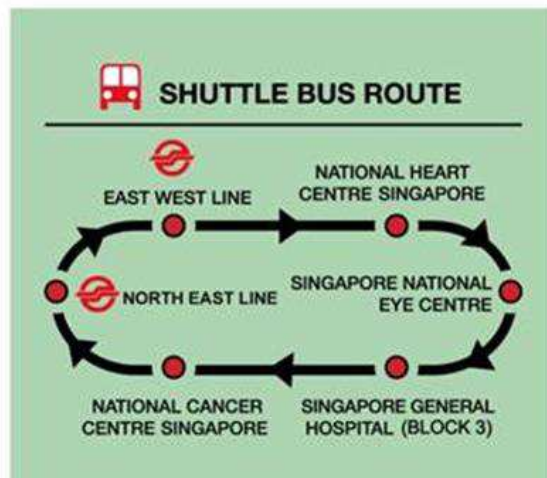 SHUTTLE BUS ROUTE
EAST WEST LINE
NATIONAL HEART
CENTRE SINGAPORE
NORTH EAST LINE
SINGAPORE NATIONAL
EYE CENTRE
NATIONAL CANCER
CENTRE SINGAPORE
SINGAPORE GENERAL
HOSPITAL (BLOCK 3)